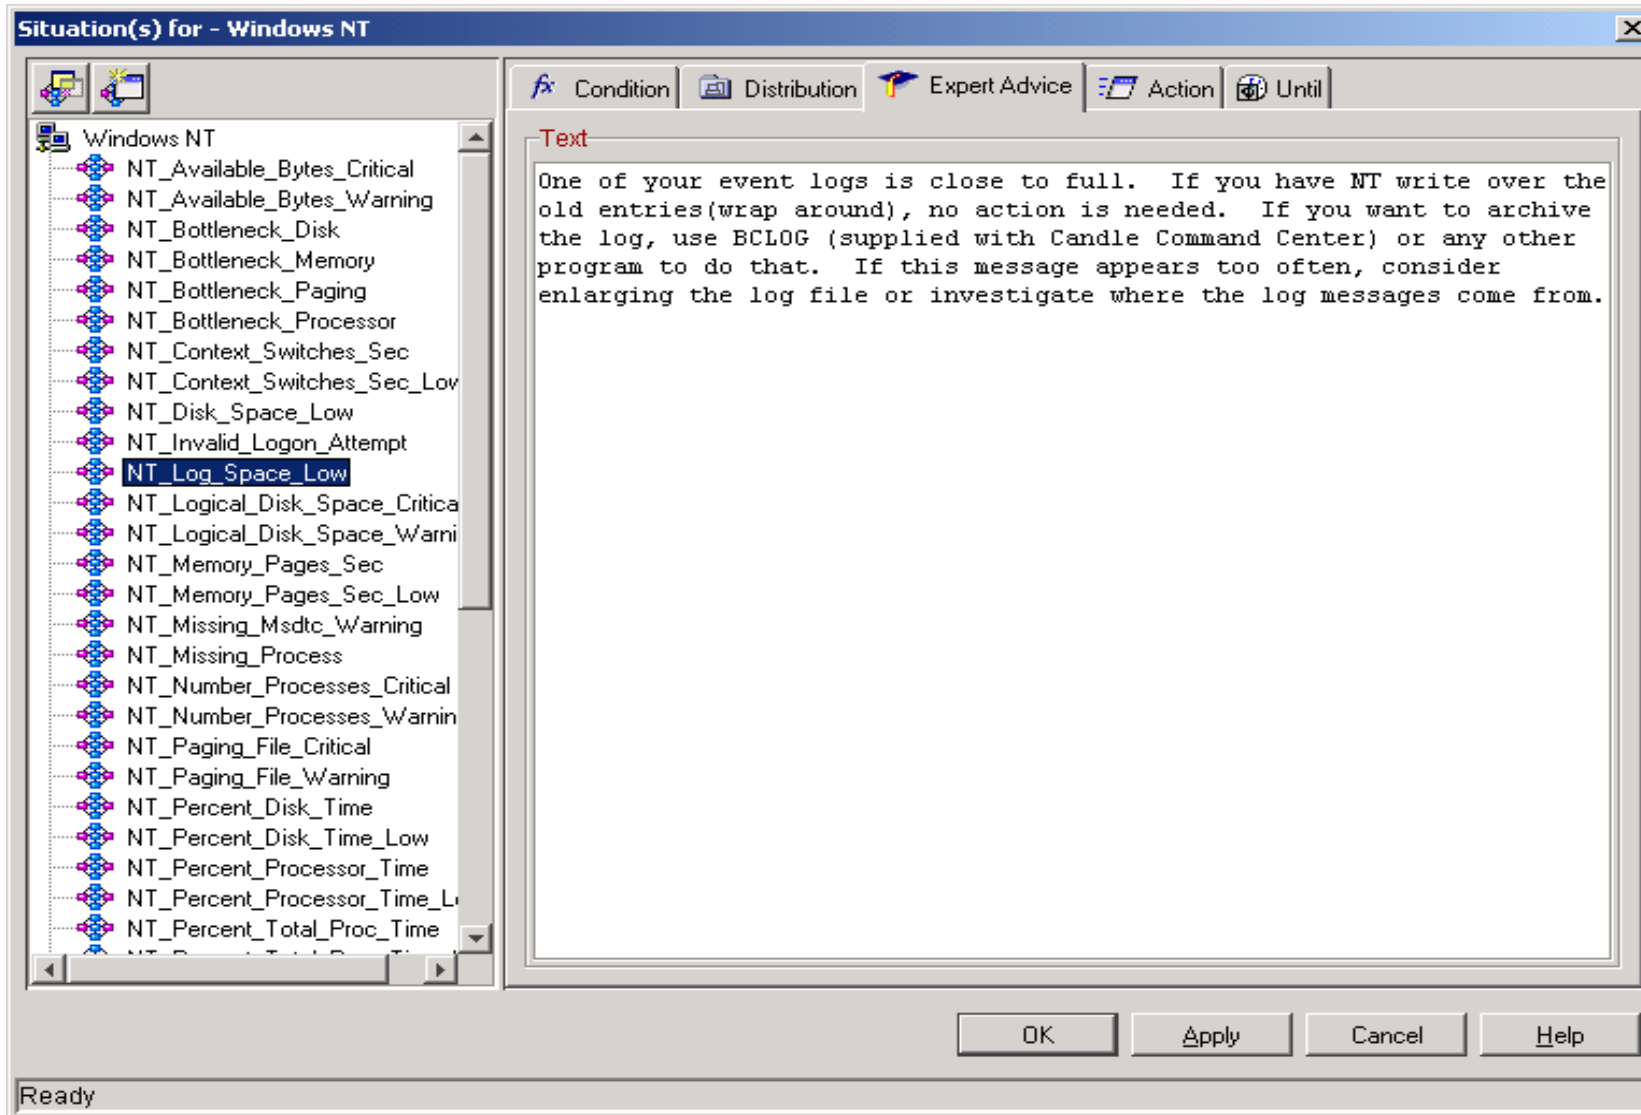 Situation(s) for - Windows NT
Condition
Distribution
Expert Advice
Action
Until
Windows NT
NT_Available_Bytes_Critical
NT_Available_Bytes_Warning
NT_Bottleneck_Disk
NT_Bottleneck_Memory
NT_Bottleneck_Paging
NT_Bottleneck_Processor
NT_Context_Switches_Sec
NT_Context_Switches_Sec_Low
NT_Disk_Space_Low
NT_Invalid_Logon_Attempt
NT_Log_Space_Low
NT_Logical_Disk_Space_Critica
NT_Logical_Disk_Space_Warni
NT_Memory_Pages_Sec
NT_Memory_Pages_Sec_Low
NT_Missing_Msdtc_Warning
NT_Missing_Process
NT_Number_Processes_Critical
NT_Number_Processes_Warnin
NT_Paging_File_Critical
NT_Paging_File_Warning
NT_Percent_Disk_Time
NT_Percent_Disk_Time_Low
NT_Percent_Processor_Time
NT_Percent_Processor_Time_L
NT_Percent_Total_Proc_Time
Text
One of your event logs is close to full.  If you have NT write over the
old entries(wrap around), no action is needed.  If you want to archive
the log, use BCLOG (supplied with Candle Command Center) or any other
program to do that.  If this message appears too often, consider
enlarging the log file or investigate where the log messages come from.
OK
Apply
Cancel
Help
Ready